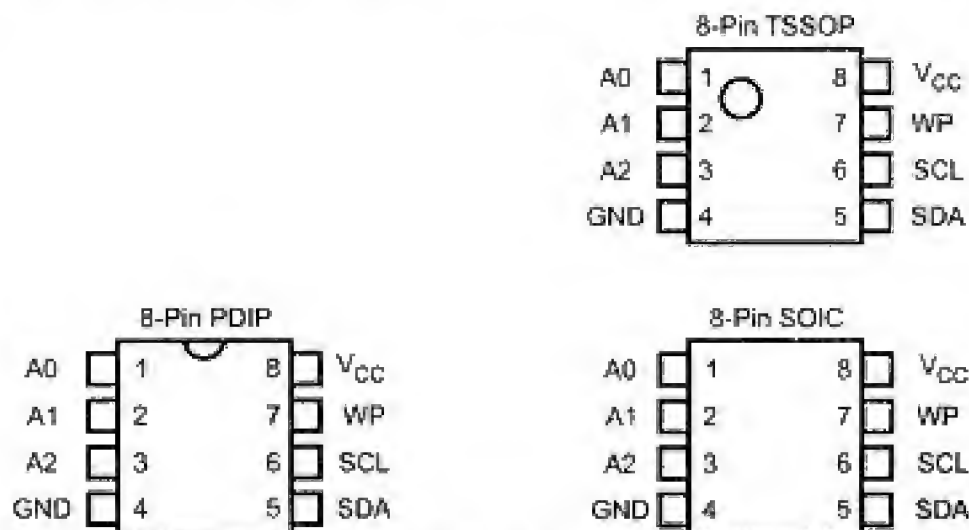 8-Pin TSSOP
A0 1 8 VCC
A1 2 7 WP
A2 3 6 SCL
GND 4 5 SDA
8-Pin PDIP
A0 1 8 VCC
A1 2 7 WP
A2 3 6 SCL
GND 4 5 SDA
8-Pin SOIC
A0 1 8 VCC
A1 2 7 WP
A2 3 6 SCL
GND 4 5 SDA